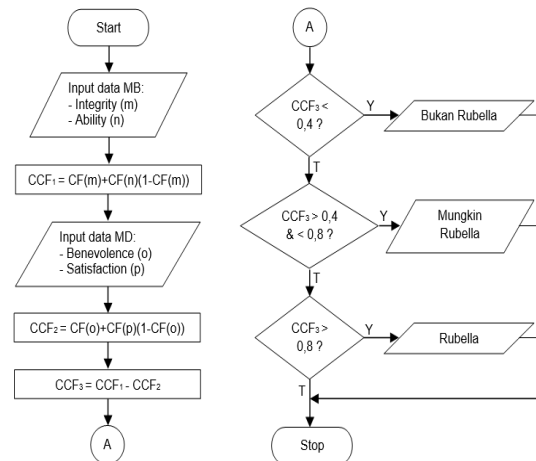 Start
Input data MB:
- Integrity (m)
- Ability (n)
CCF₁ = CF(m)+CF(n)(1-CF(m))
Input data MD:
- Benevolence (o)
- Satisfaction (p)
CCF₂ = CF(o)+CF(p)(1-CF(o))
CCF₃ = CCF₁ - CCF₂
A
A
CCF₃ <
0,4 ?
Y
Bukan Rubella
T
CCF₃ > 0,4
& < 0,8 ?
Y
Mungkin
Rubella
T
CCF₃ >
0,8 ?
Y
Rubella
T
Stop